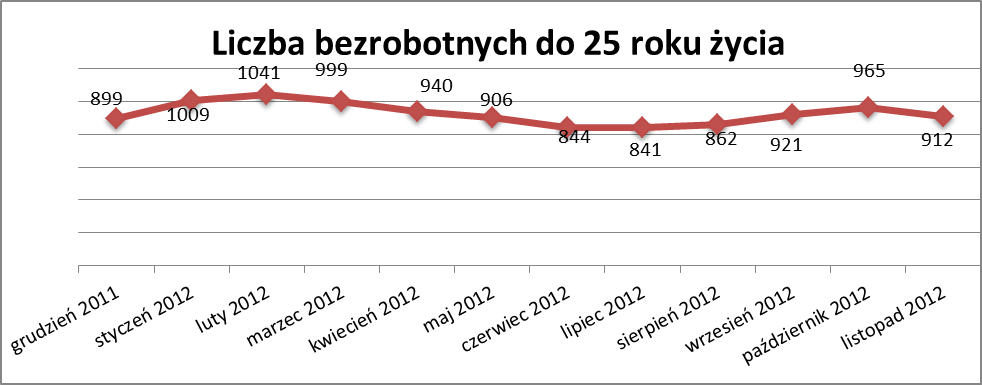 Liczba bezrobotnych do 25 roku życia
899
1009
1041
999
940
906
844
841
862
921
965
912
grudzień 2011
styczeń 2012
luty 2012
marzec 2012
kwiecień 2012
maj 2012
czerwiec 2012
lipiec 2012
sierpień 2012
wrzesień 2012
październik 2012
listopad 2012